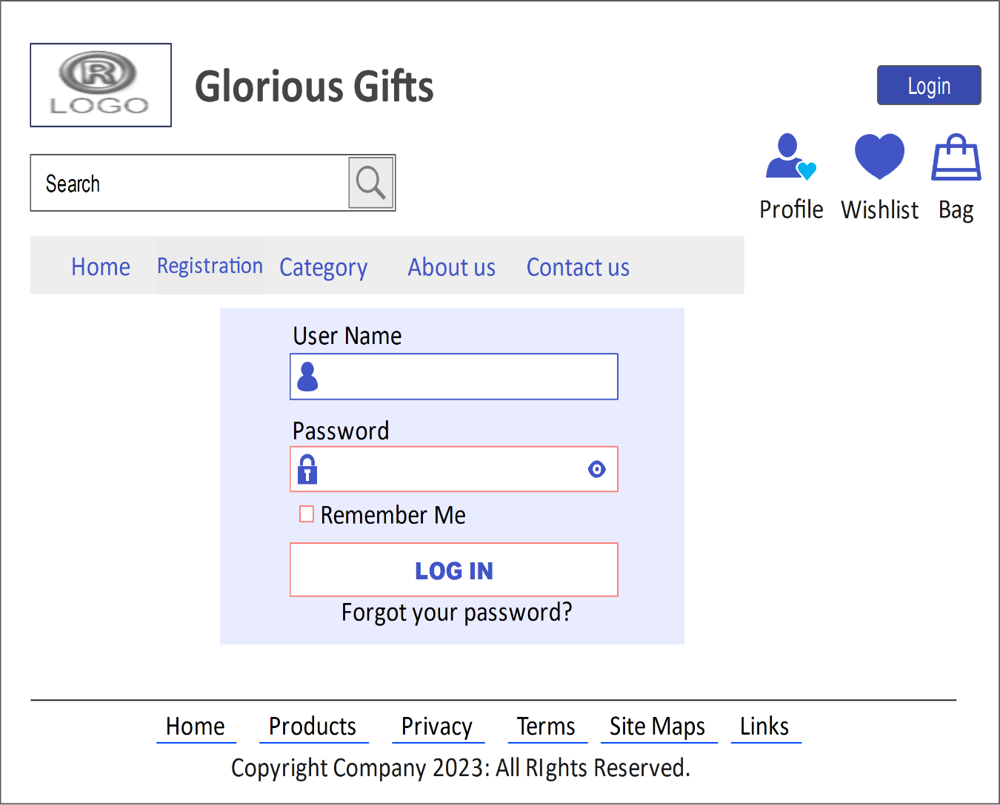 R
LOGO
Glorious Gifts
Login
Search
Profile Wishlist Bag
Home Registration Category About us Contact us
User Name
Password
Remember Me
LOG IN
Forgot your password?
Home Products Privacy Terms Site Maps Links
Copyright Company 2023: All RIghts Reserved.